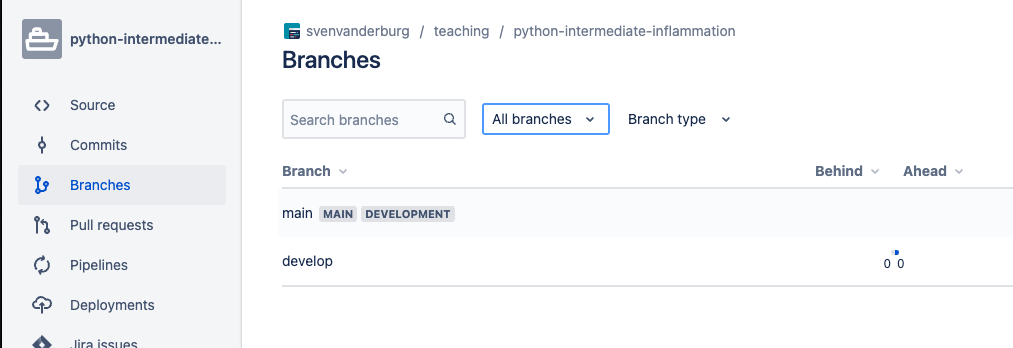 python-intermediate...
Source
Commits
Branches
Pull requests
Pipelines
Deployments
Jira issues
svenvanderburg / teaching / python-intermediate-inflammation
Branches
Search branches All branches Branch type
Branch Behind Ahead
main MAIN DEVELOPMENT
develop 0 0